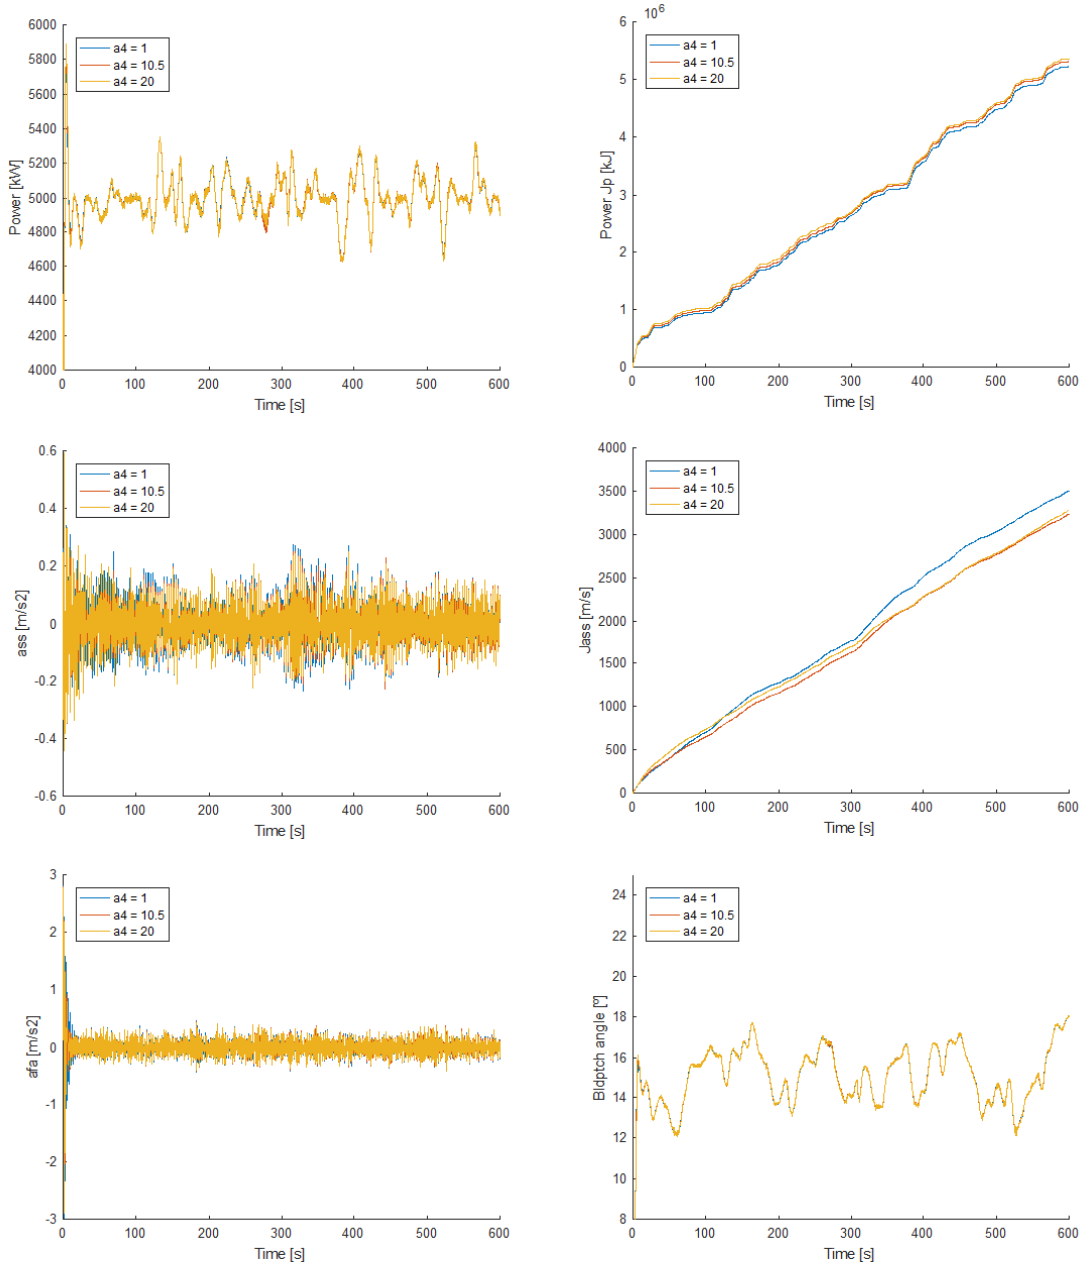 6000
5800
5600
5400
5200
5000
4800
4600
4400
4200
4000
Power [kW]
a4 = 1
a4 = 10.5
a4 = 20
0 100 200 300 400 500 600
Time [s]
×10^6
6
5
4
3
2
1
0
Power Jp [kJ]
a4 = 1
a4 = 10.5
a4 = 20
0 100 200 300 400 500 600
Time [s]
0.6
0.4
0.2
0
-0.2
-0.4
-0.6
ass [m/s2]
a4 = 1
a4 = 10.5
a4 = 20
0 100 200 300 400 500 600
Time [s]
4000
3500
3000
2500
2000
1500
1000
500
0
Jass [m/s]
a4 = 1
a4 = 10.5
a4 = 20
0 100 200 300 400 500 600
Time [s]
3
2
1
0
-1
-2
-3
afa [m/s2]
a4 = 1
a4 = 10.5
a4 = 20
0 100 200 300 400 500 600
Time [s]
24
22
20
18
16
14
12
10
8
Bldptch angle [º]
a4 = 1
a4 = 10.5
a4 = 20
0 100 200 300 400 500 600
Time [s]